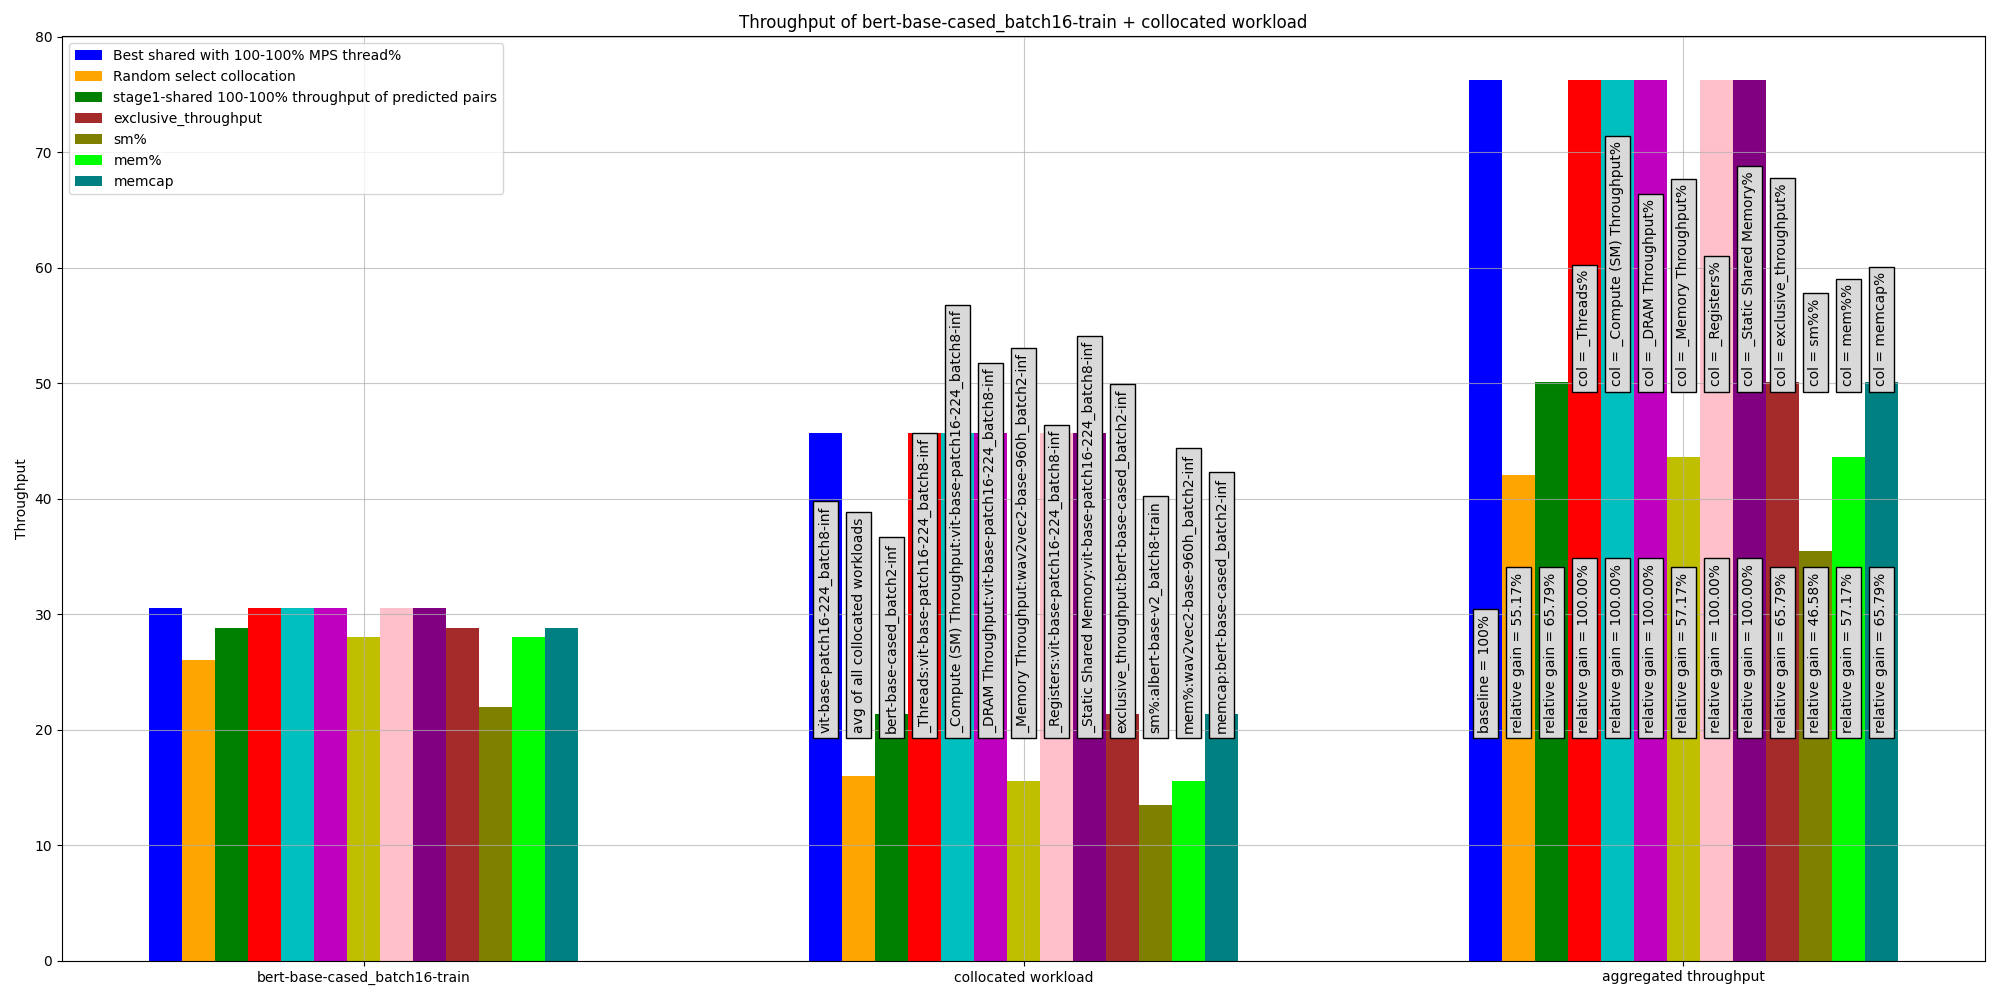 Throughput of bert-base-cased_batch16-train + collocated workload
Best shared with 100-100% MPS thread%
Random select collocation
stage1-shared 100-100% throughput of predicted pairs
exclusive_throughput
sm%
mem%
memcap
Throughput
80
70
60
50
40
30
20
10
0
vit-base-patch16-224_batch8-inf
avg of all collocated workloads
bert-base-cased_batch2-inf
_Threads:vit-base-patch16-224_batch8-inf
_Compute (SM) Throughput:vit-base-patch16-224_batch8-inf
_DRAM Throughput:vit-base-patch16-224_batch8-inf
_Memory Throughput:wav2vec2-base-960h_batch2-inf
_Registers:vit-base-patch16-224_batch8-inf
_Static Shared Memory:vit-base-patch16-224_batch8-inf
exclusive_throughput:bert-base-cased_batch2-inf
sm%:albert-base-v2_batch8-train
mem%:wav2vec2-base-960h_batch2-inf
memcap:bert-base-cased_batch2-inf
col = _Threads%
col = _Compute (SM) Throughput%
col = _DRAM Throughput%
col = _Memory Throughput%
col = _Registers%
col = _Static Shared Memory%
col = exclusive_throughput%
col = sm%%
col = mem%%
col = memcap%
baseline = 100%
relative gain = 55.17%
relative gain = 65.79%
relative gain = 100.00%
relative gain = 100.00%
relative gain = 100.00%
relative gain = 57.17%
relative gain = 100.00%
relative gain = 100.00%
relative gain = 65.79%
relative gain = 46.58%
relative gain = 57.17%
relative gain = 65.79%
bert-base-cased_batch16-train
collocated workload
aggregated throughput